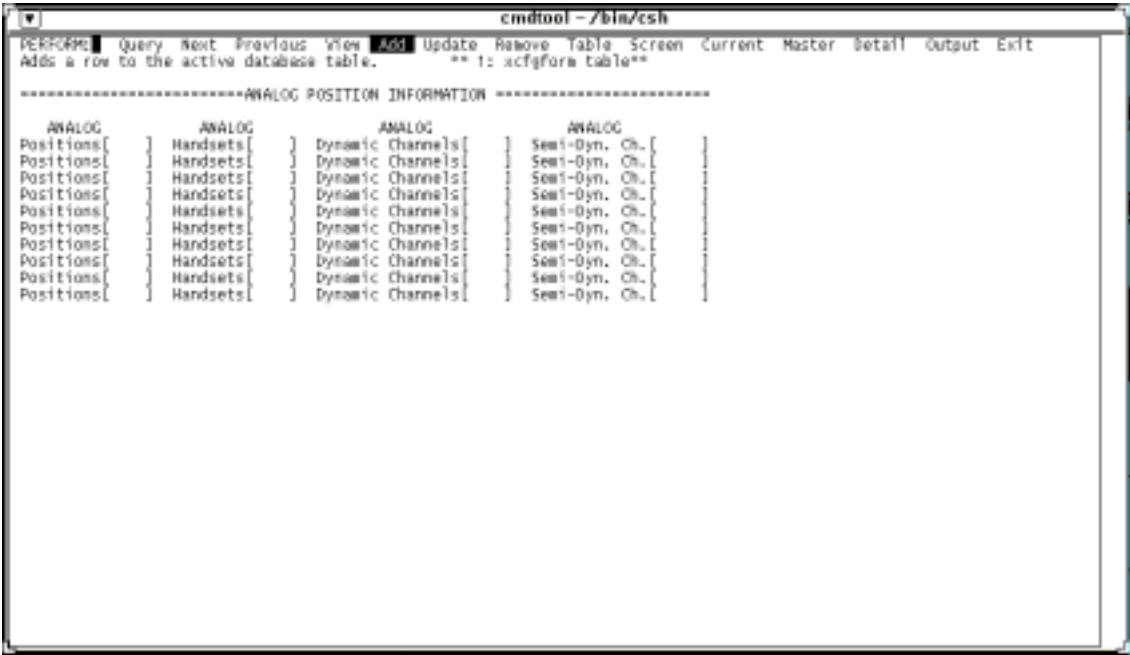 cmdtool - /bin/csh
PERFORM: Query Next Previous View Add Update Remove Table Screen Current Master Detail Output Exit
Adds a row to the active database table. ** 1: xcfgform table**
=========================ANALOG POSITION INFORMATION ========================
ANALOG ANALOG ANALOG ANALOG
Positions[ ] Handsets[ ] Dynamic Channels[ ] Semi-Dyn. Ch.[ ]
Positions[ ] Handsets[ ] Dynamic Channels[ ] Semi-Dyn. Ch.[ ]
Positions[ ] Handsets[ ] Dynamic Channels[ ] Semi-Dyn. Ch.[ ]
Positions[ ] Handsets[ ] Dynamic Channels[ ] Semi-Dyn. Ch.[ ]
Positions[ ] Handsets[ ] Dynamic Channels[ ] Semi-Dyn. Ch.[ ]
Positions[ ] Handsets[ ] Dynamic Channels[ ] Semi-Dyn. Ch.[ ]
Positions[ ] Handsets[ ] Dynamic Channels[ ] Semi-Dyn. Ch.[ ]
Positions[ ] Handsets[ ] Dynamic Channels[ ] Semi-Dyn. Ch.[ ]
Positions[ ] Handsets[ ] Dynamic Channels[ ] Semi-Dyn. Ch.[ ]
Positions[ ] Handsets[ ] Dynamic Channels[ ] Semi-Dyn. Ch.[ ]